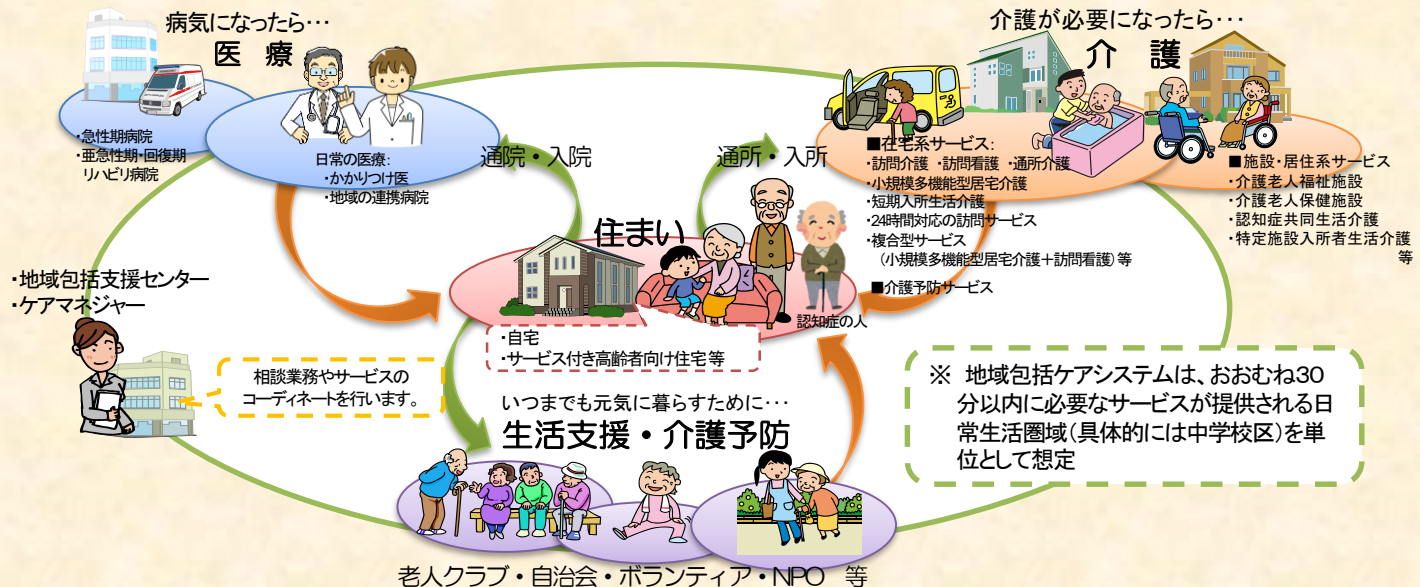 病気になったら･･･
医 療
・急性期病院
・亜急性期・回復期
リハビリ病院
日常の医療：
・かかりつけ医
・地域の連携病院
通院・入院
通所・入所
介護が必要になったら･･･
介 護
■在宅系サービス：
・訪問介護 ・訪問看護 ・通所介護
・小規模多機能型居宅介護
・短期入所生活介護
・24時間対応の訪問サービス
・複合型サービス
（小規模多機能型居宅介護＋訪問看護）等
■介護予防サービス
■施設・居住系サービス
・介護老人福祉施設
・介護老人保健施設
・認知症共同生活介護
・特定施設入所者生活介護
等
住まい
認知症の人
・自宅
・サービス付き高齢者向け住宅 等
・地域包括支援センター
・ケアマネジャー
相談業務やサービスの
コーディネートを行います。
いつまでも元気に暮らすために･･･
生活支援・介護予防
老人クラブ・自治会・ボランティア・NPO 等
※ 地域包括ケアシステムは、おおむね30
分以内に必要なサービスが提供される日
常生活圏域（具体的には中学校区）を単
位として想定